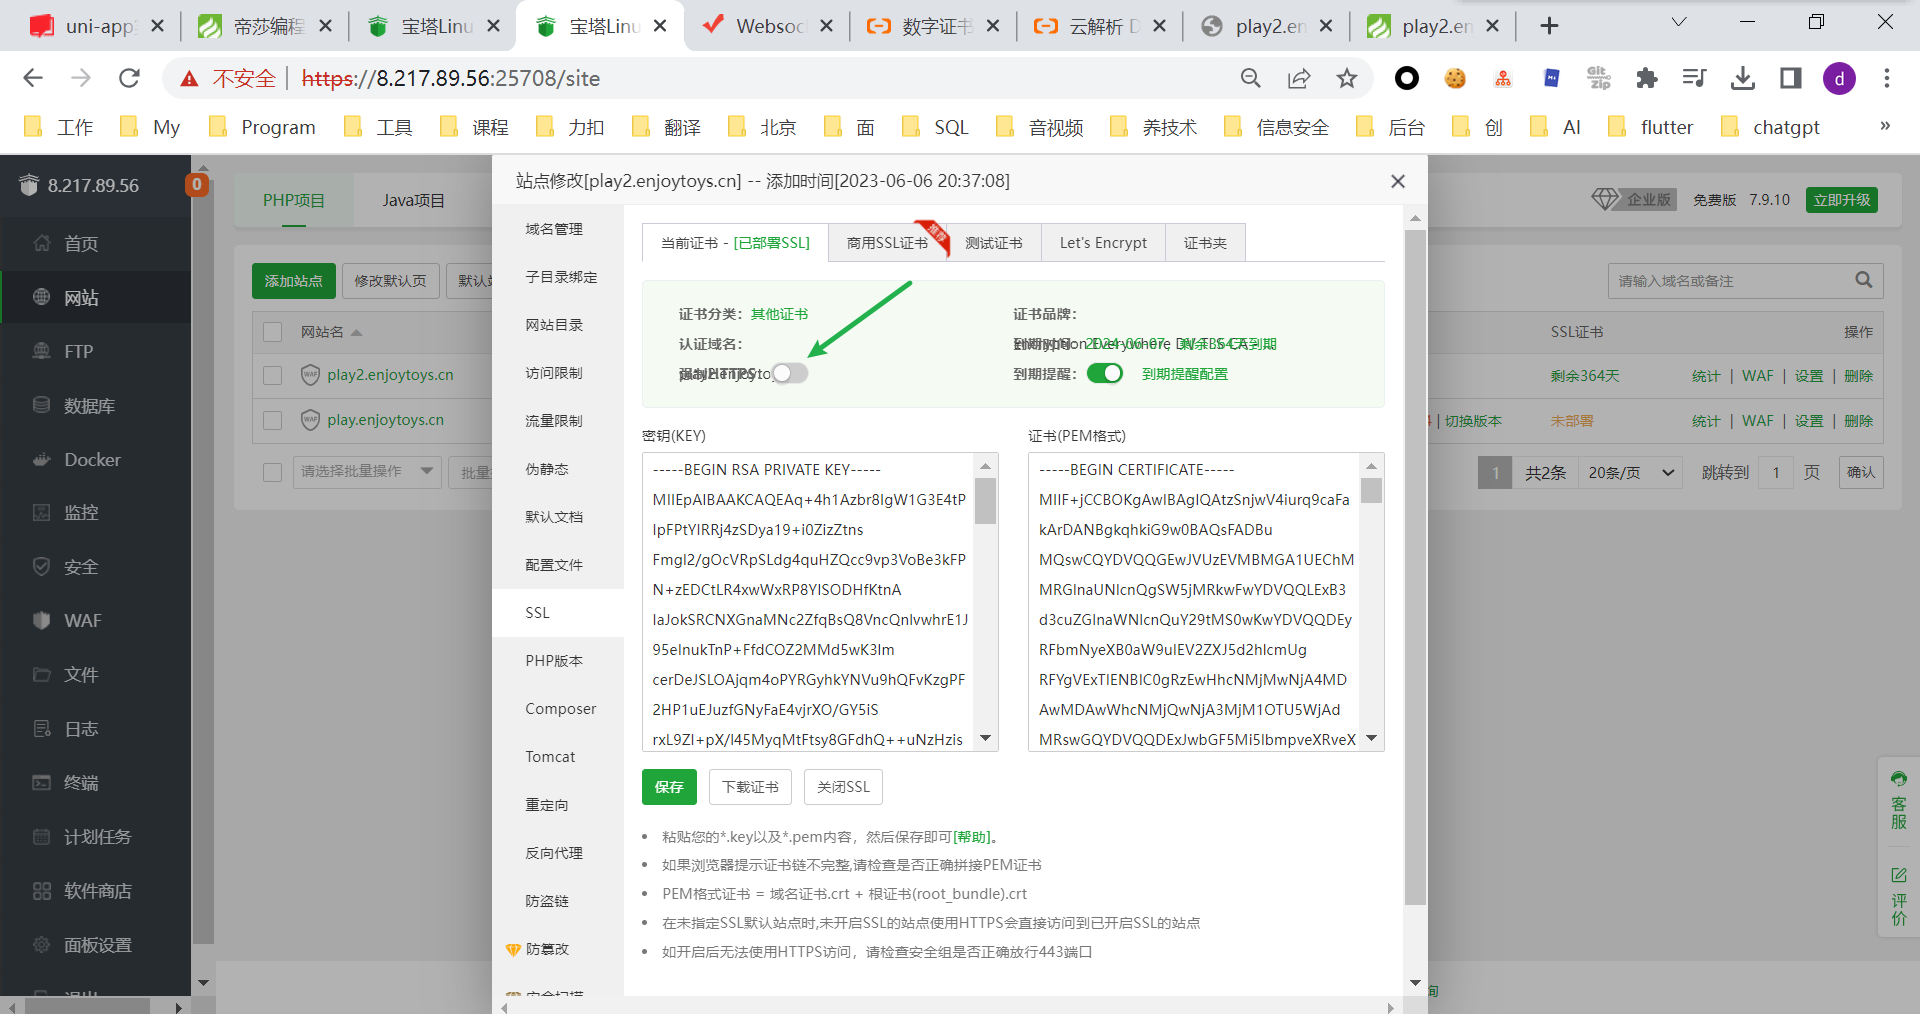 uni-app
帝莎编程
宝塔Linu
宝塔Linu
Websoc
数字证书
云解析 D
play2.en
play2.en
不安全
https://8.217.89.56:25708/site
工作
My
Program
工具
课程
力扣
翻译
北京
面
SQL
音视频
养技术
信息安全
后台
创
AI
flutter
chatgpt
»
8.217.89.56
0
首页
网站
FTP
数据库
Docker
监控
安全
WAF
文件
日志
终端
计划任务
软件商店
面板设置
PHP项目
Java项目
企业版
免费版
7.9.10
立即升级
添加站点
修改默认页
请输入域名或备注
网站名
SSL证书
操作
play2.enjoytoys.cn
剩余364天
统计 | WAF | 设置 | 删除
play.enjoytoys.cn
切换版本
未部署
统计 | WAF | 设置 | 删除
请选择批量操作
1
共2条
20条/页
跳转到
1
页
确认
站点修改[play2.enjoytoys.cn] -- 添加时间[2023-06-06 20:37:08]
域名管理
子目录绑定
网站目录
访问限制
流量限制
伪静态
默认文档
配置文件
SSL
PHP版本
Composer
Tomcat
重定向
反向代理
防盗链
防篡改
当前证书 - [已部署SSL]
商用SSL证书
推荐
测试证书
Let's Encrypt
证书夹
证书分类：其他证书
证书品牌：
认证域名：
强制HTTPS
到期提醒：
到期提醒配置
密钥(KEY)
-----BEGIN RSA PRIVATE KEY-----
MIIEpAIBAAKCAQEAq+4h1Azbr8IgW1G3E4tP
IpFPtYIRRj4zSDya19+i0ZizZtns
FmgI2/gOcVRpSLdg4quHZQcc9vp3VoBe3kFP
N+zEDCtLR4xwWxRP8YISODHfKtnA
IaJokSRCNXGnaMNc2ZfqBsQ8VncQnIvwhrE1J
95eInukTnP+FfdCOZ2MMd5wK3Im
cerDeJSLOAjqm4oPYRGyhkYNVu9hQFvKzgPF
2HP1uEJuzfGNyFaE4vjrXO/GY5iS
rxL9ZI+pX/I45MyqMtFtsy8GFdhQ++uNzHzis
证书(PEM格式)
-----BEGIN CERTIFICATE-----
MIIF+jCCBOKgAwIBAgIQAtzSnjwV4iurq9caFa
kArDANBgkqhkiG9w0BAQsFADBu
MQswCQYDVQQGEwJVUzEVMBMGA1UEChM
MRGInaUNlcnQgSW5jMRkwFwYDVQQLExB3
d3cuZGlnaWNlcnQuY29tMS0wKwYDVQQDEy
RFbmNyeXB0aW9uIEV2ZXJ5d2hlcmUg
RFYgVExTIENBIC0gRzEwHhcNMjMwNjA4MD
AwMDAwWhcNMjQwNjA3MjM1OTU5WjAd
MRswGQYDVQQDExJwbGF5Mi5lbmpveXRveX
保存
下载证书
关闭SSL
粘贴您的*.key以及*.pem内容，然后保存即可[帮助]。
如果浏览器提示证书链不完整,请检查是否正确拼接PEM证书
PEM格式证书 = 域名证书.crt + 根证书(root_bundle).crt
在未指定SSL默认站点时,未开启SSL的站点使用HTTPS会直接访问到已开启SSL的站点
如开启后无法使用HTTPS访问，请检查安全组是否正确放行443端口
客服
评价